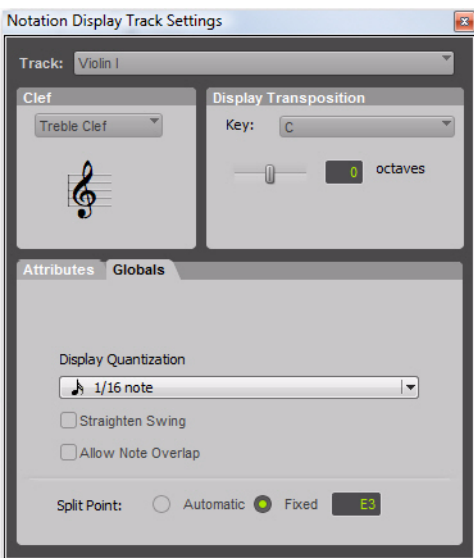 Notation Display Track Settings
Track: Violin I
Clef
Treble Clef
Display Transposition
Key: C
0 octaves
Attributes Globals
Display Quantization
1/16 note
Straighten Swing
Allow Note Overlap
Split Point: Automatic Fixed E3